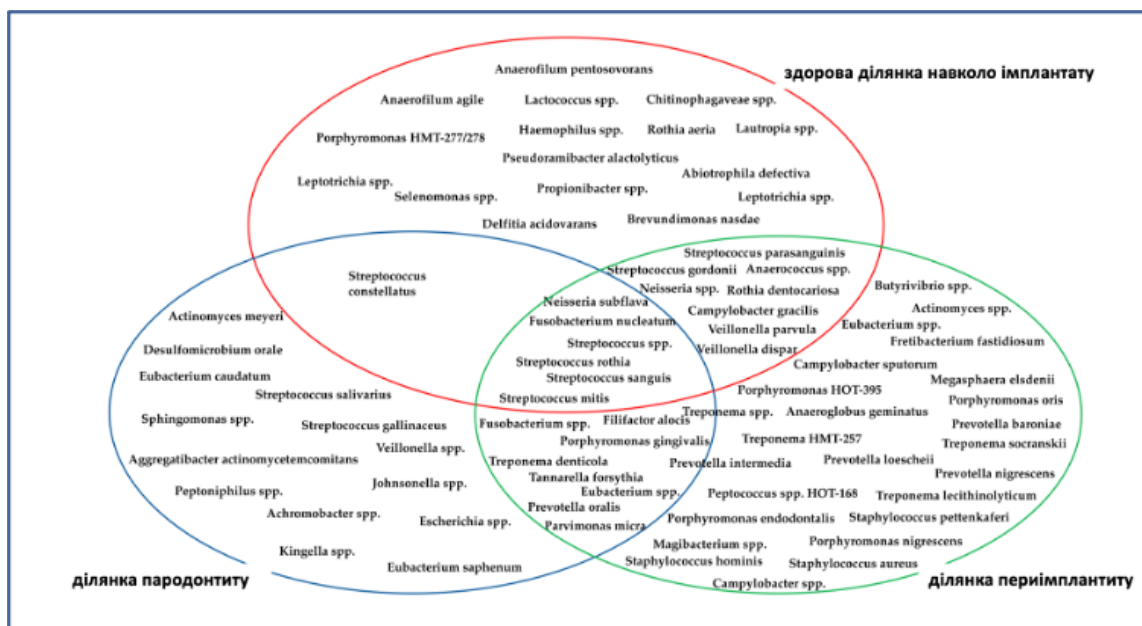 Anaerofilum pentosovorans
здорова ділянка навколо імплантату
Anaerofilum agile
Lactococcus spp.
Chitinophagaveae spp.
Porphyromonas HMT-277/278
Haemophilus spp.
Rothia aeria
Lautropia spp.
Pseudoramibacter alactolyticus
Abiotrophila defectiva
Leptotrichia spp.
Selenomonas spp.
Propionibacter spp.
Leptotrichia spp.
Delfitia acidovarans
Brevundimonas nasdae
Streptococcus parasanguinis
Streptococcus gordonii
Anaerococcus spp.
Streptococcus
constellatus
Neisseria spp.
Rothia dentocariosa
Butyrivibrio spp.
Neisseria subflava
Campylobacter gracilis
Actinomyces spp.
Actinomyces meyeri
Fusobacterium nucleatum
Veillonella parvula
Eubacterium spp.
Fretibacterium fastidiosum
Desulfomicrobium orale
Streptococcus spp.
Veillonella dispar
Streptococcus rothia
Campylobacter sputorum
Eubacterium caudatum
Streptococcus sanguis
Megasphaera elsdenii
Streptococcus salivarius
Streptococcus mitis
Porphyromonas HOT-395
Porphyromonas oris
Sphingomonas spp.
Streptococcus gallinaceus
Fusobacterium spp.
Filifactor alocis
Treponema spp.
Anaeroglobus geminatus
Prevotella baroniae
Veillonella spp.
Porphyromonas gingivalis
Treponema HMT-257
Treponema socranskii
Aggregatibacter actinomycetemcomitans
Treponema denticola
Prevotella intermedia
Prevotella loescheii
Prevotella nigrescens
Peptoniphilus spp.
Johnsonella spp.
Tannarella forsythia
Eubacterium spp.
Peptococcus spp. HOT-168
Treponema lecithinolyticum
Achromobacter spp.
Escherichia spp.
Prevotella oralis
Parvimonas micra
Porphyromonas endodontalis
Staphylococcus pettenkaferi
Kingella spp.
Magibacterium spp.
Porphyromonas nigrescens
Eubacterium saphenum
Staphylococcus hominis
Staphylococcus aureus
ділянка пародонтиту
Campylobacter spp.
ділянка периімплантиту